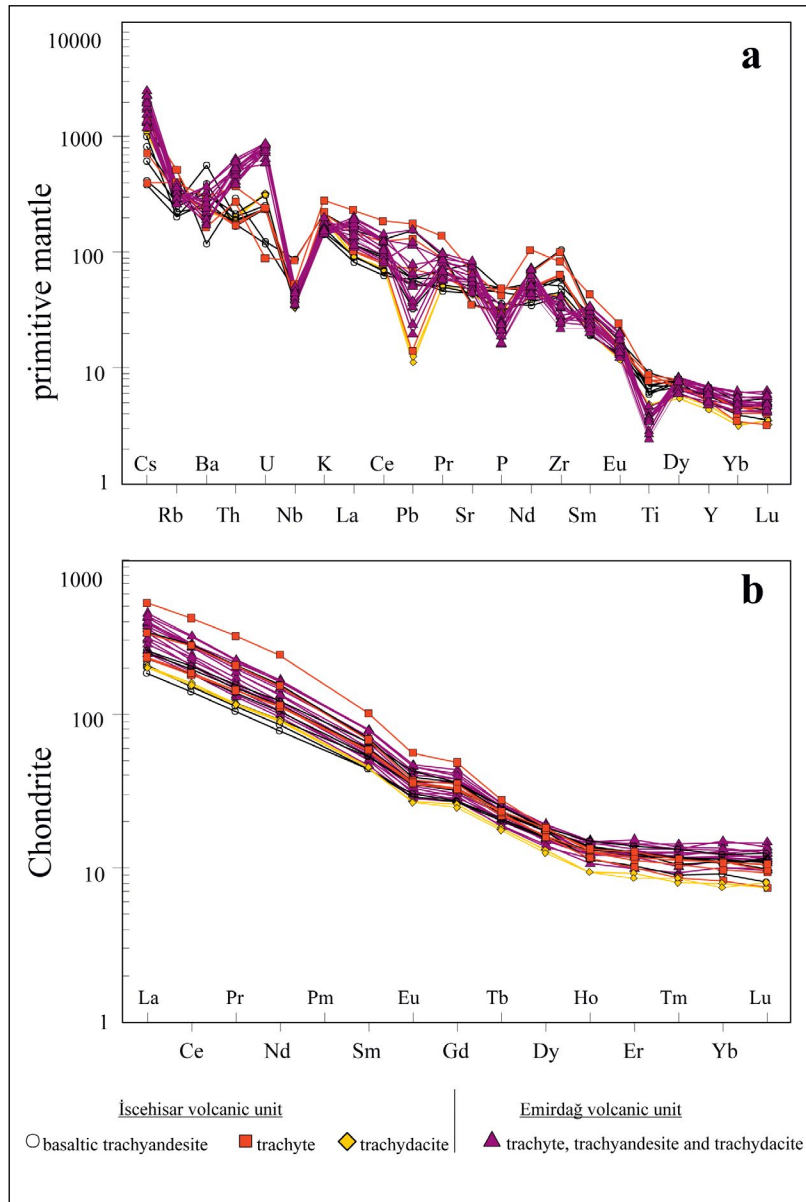 a
10000
1000
100
10
1
primitive mantle
Cs Ba U K Ce Pr P Zr Eu Dy Yb
Rb Th Nb La Pb Sr Nd Sm Ti Y Lu
b
1000
100
10
1
Chondrite
La Pr Pm Eu Tb Ho Tm Lu
Ce Nd Sm Gd Dy Er Yb
İscehisar volcanic unit
basaltic trachyandesite trachyte trachydacite
Emirdağ volcanic unit
trachyte, trachyandesite and trachydacite